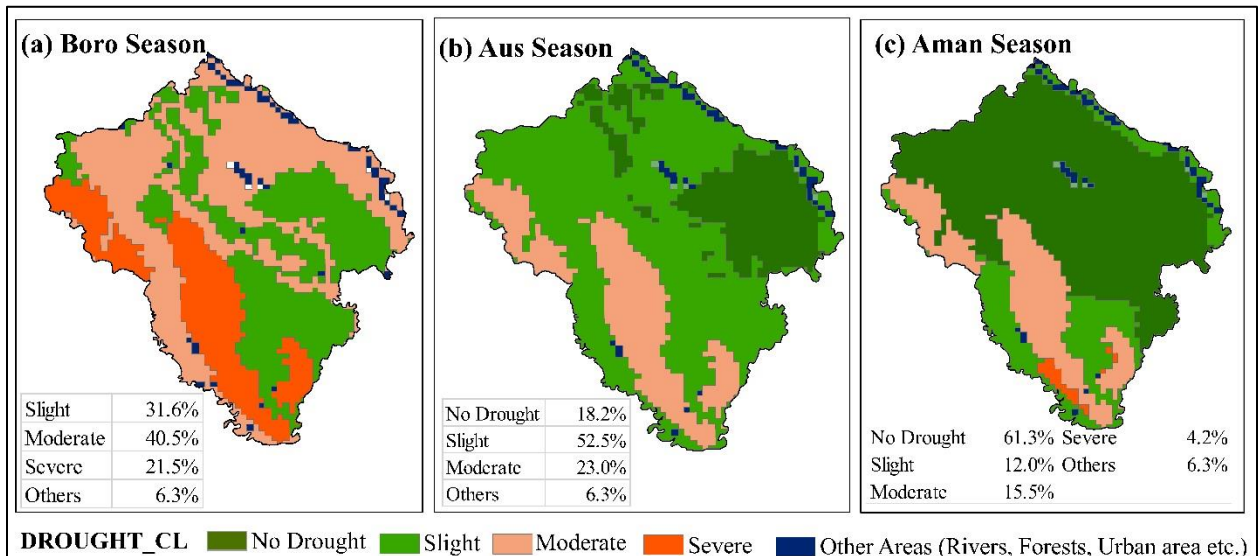 (a) Boro Season
(b) Aus Season
(c) Aman Season
Slight 31.6%
Moderate 40.5%
Severe 21.5%
Others 6.3%
No Drought 18.2%
Slight 52.5%
Moderate 23.0%
Others 6.3%
No Drought 61.3% Severe 4.2%
Slight 12.0% Others 6.3%
Moderate 15.5%
DROUGHT_CL No Drought Slight Moderate Severe Other Areas (Rivers, Forests, Urban area etc.)